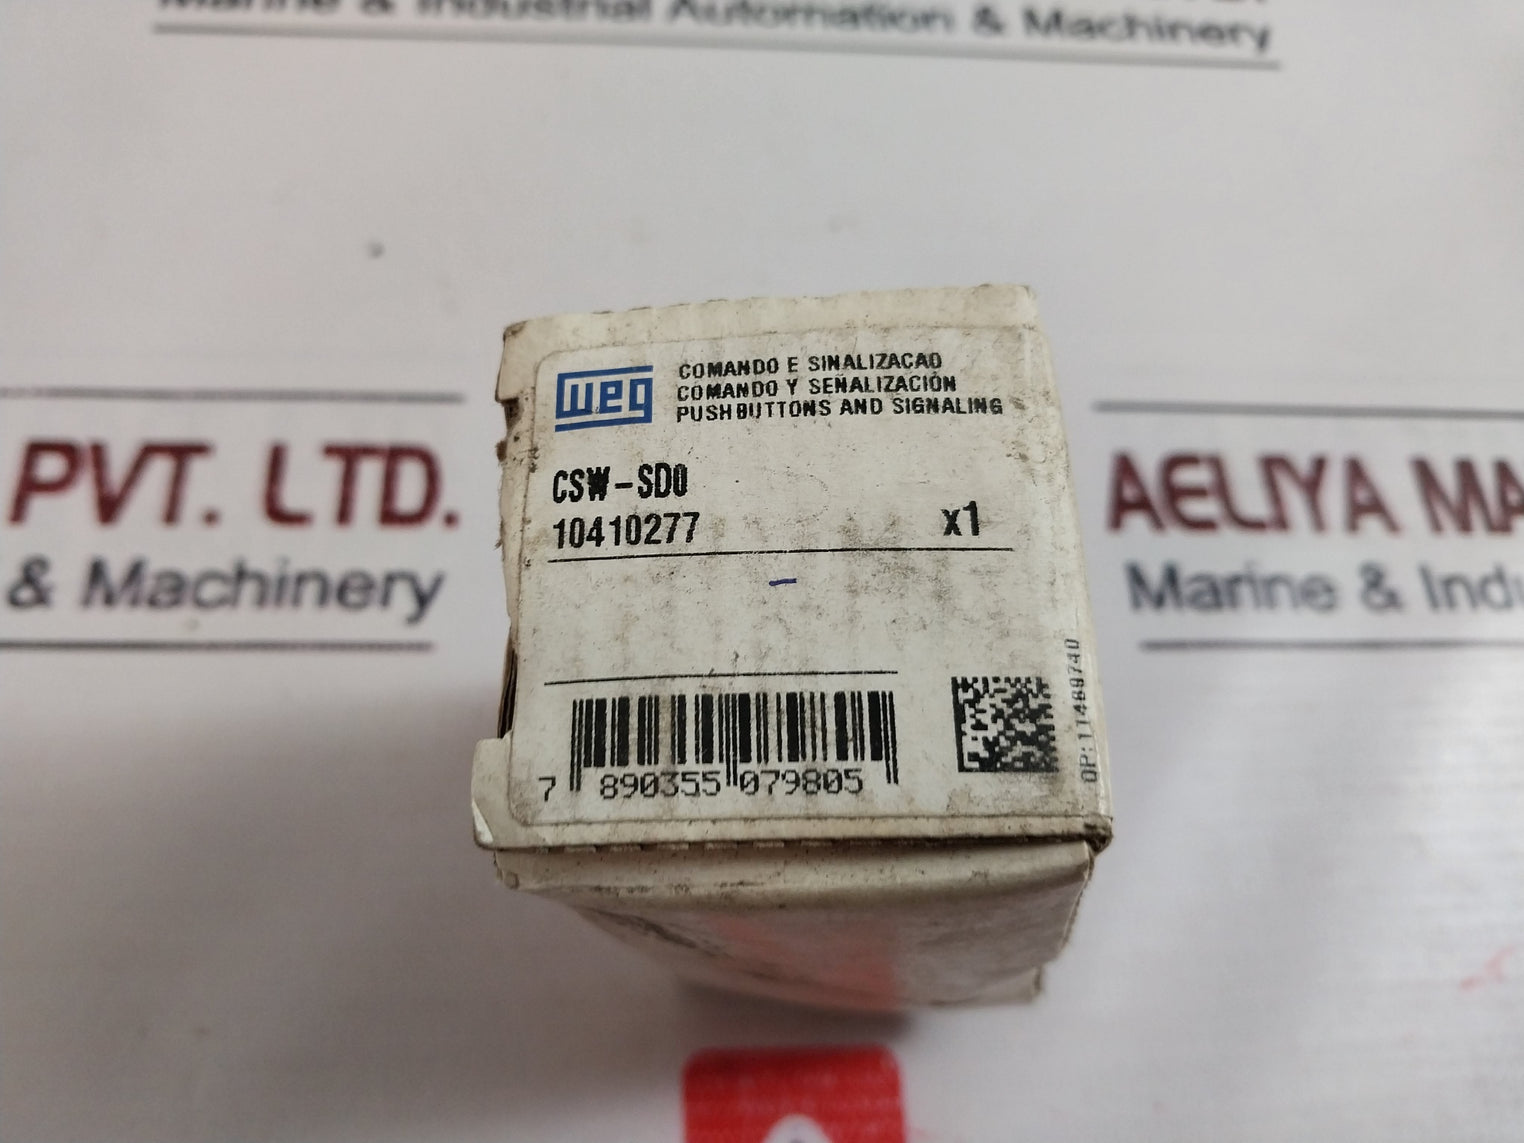 Marine & Industrial Automation & Machinery
PVT. LTD.
& Machinery
AELIYA MA
Marine & Indu
weg
COMANDO E SINALIZACAO
COMANDO Y SEÑALIZACIÓN
PUSHBUTTONS AND SIGNALING
CSW-SD0
10410277
x1
7 890355 079805
OP:11489740